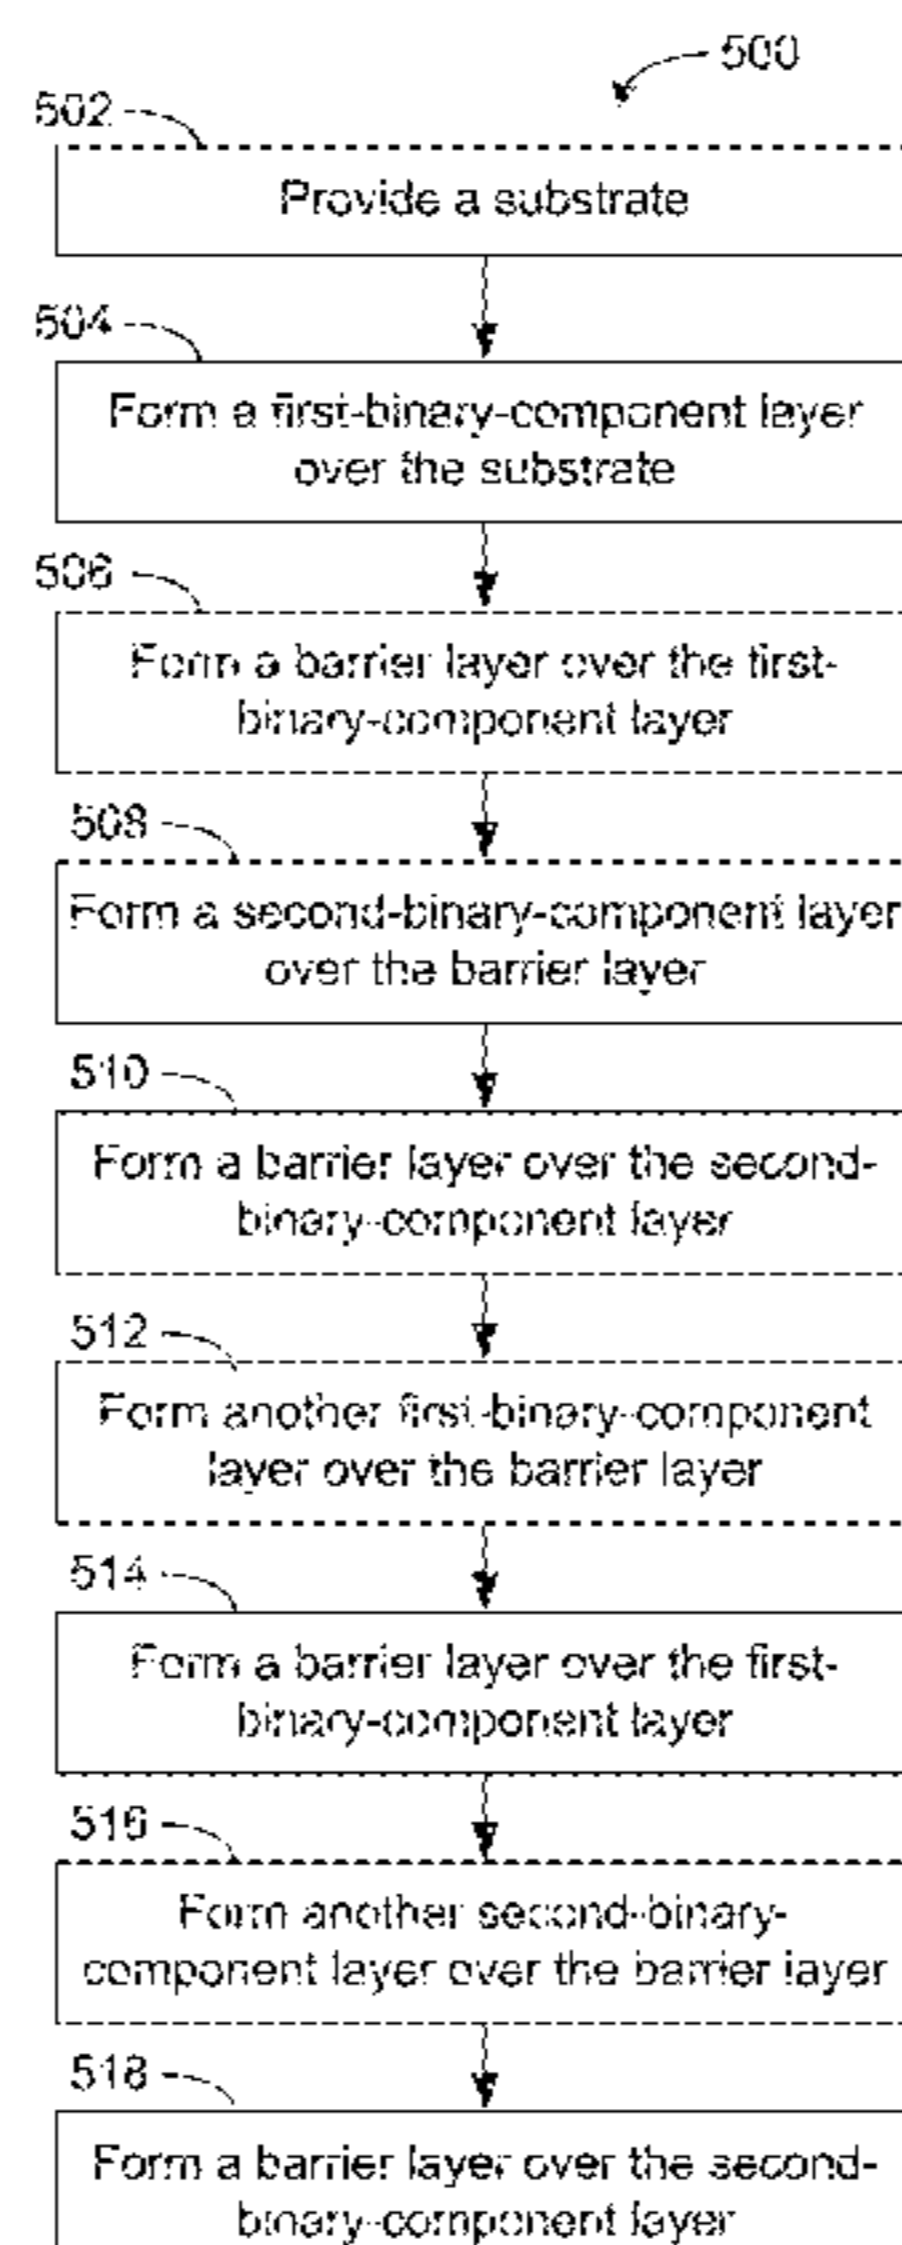 500
502
Provide a substrate
504
Form a first-binary-component layer
over the substrate
506
Form a barrier layer over the first-
binary-component layer
508
Form a second-binary-component layer
over the barrier layer
510
Form a barrier layer over the second-
binary-component layer
512
Form another first-binary-component
layer over the barrier layer
514
Form a barrier layer over the first-
binary-component layer
516
Form another second-binary-
component layer over the barrier layer
518
Form a barrier layer over the second-
binary-component layer